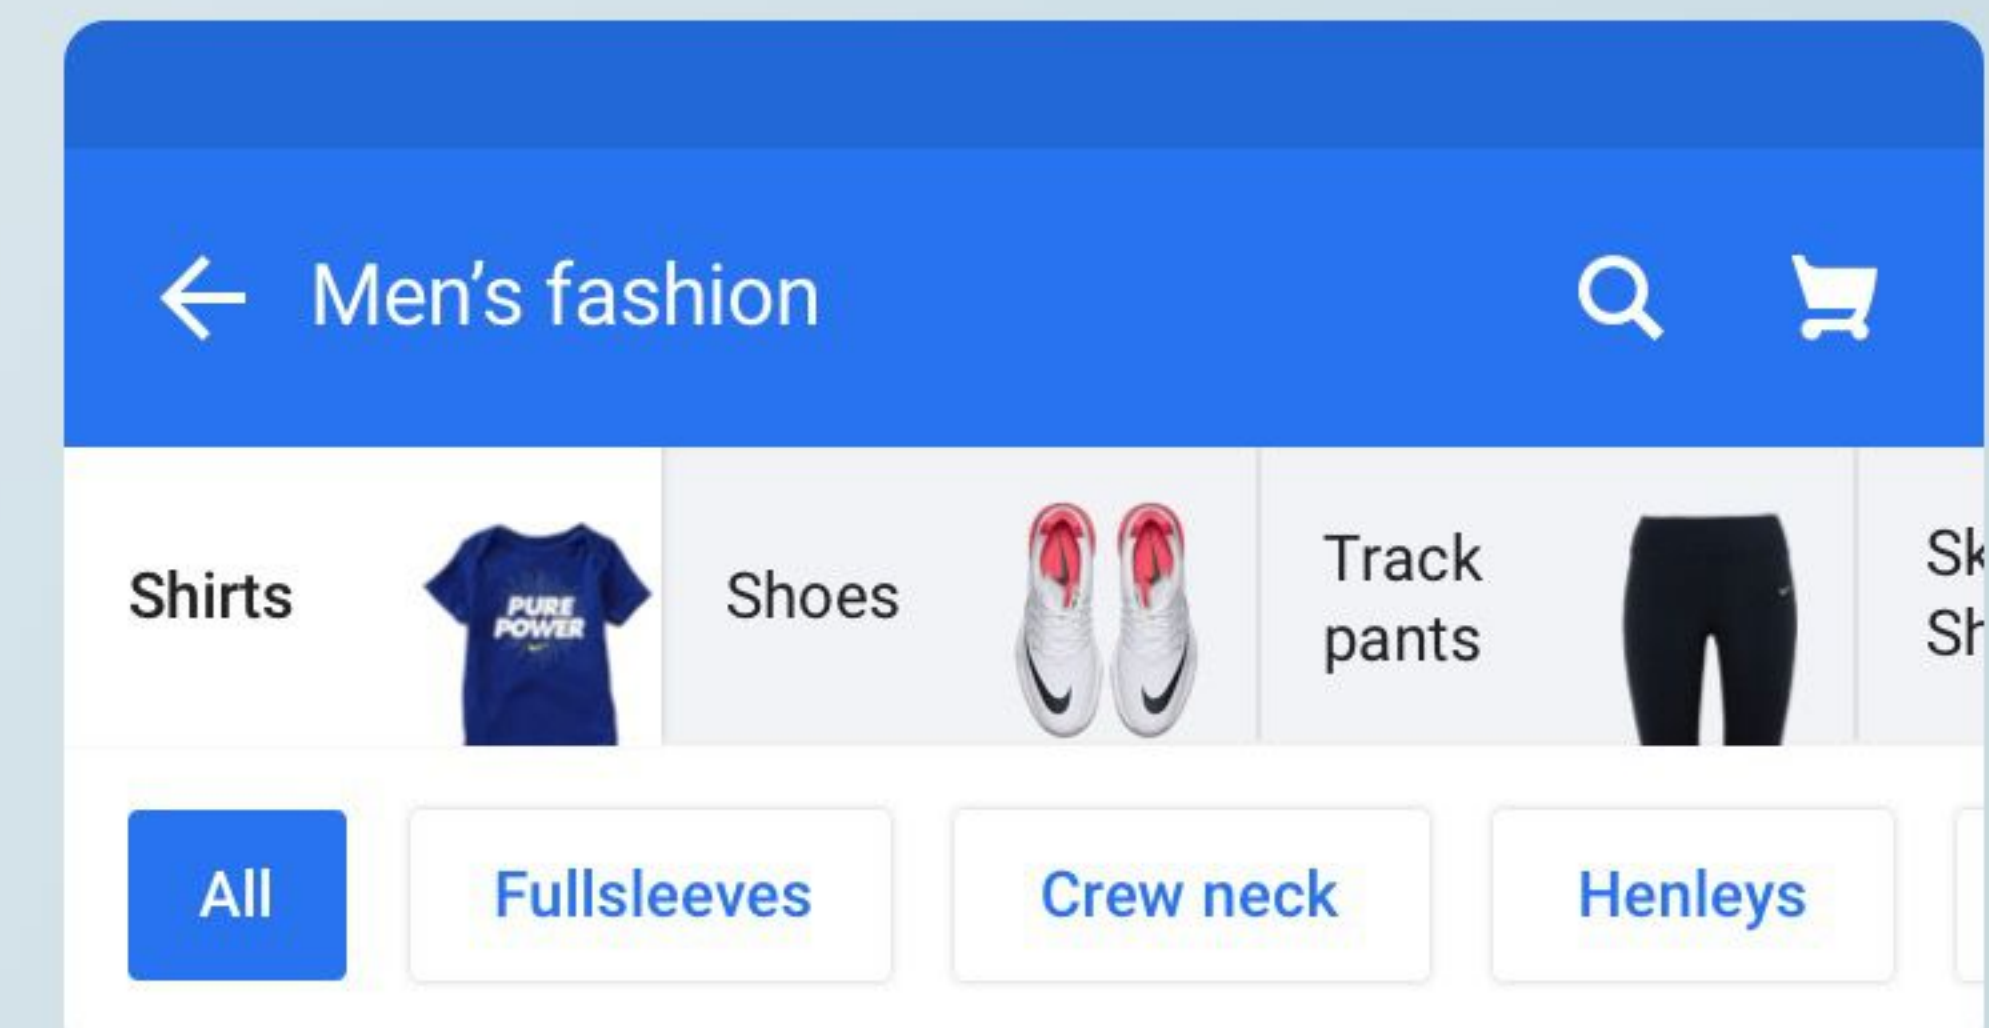 Men’s fashion
Shirts
PURE
POWER
Shoes
Track
pants
All
Fullsleeves
Crew neck
Henleys